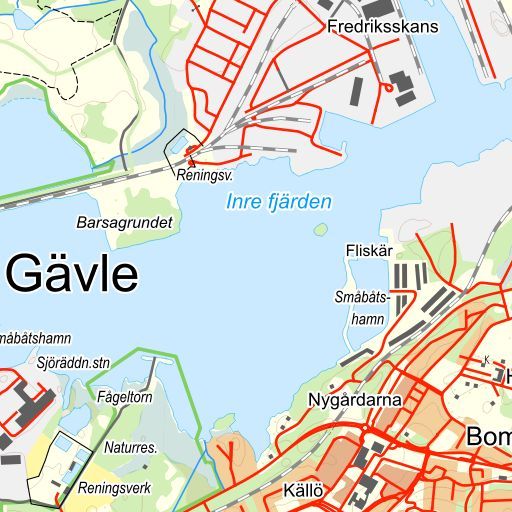 Fredriksskans
Reningsv.
Inre fjärden
Barsagrundet
Fliskär
Gävle
Småbåts-
hamn
måbåtshamn
Sjöräddn.stn
Fågeltorn
Nygårdarna
K
H
Bom
Naturres.
Reningsverk
Källö